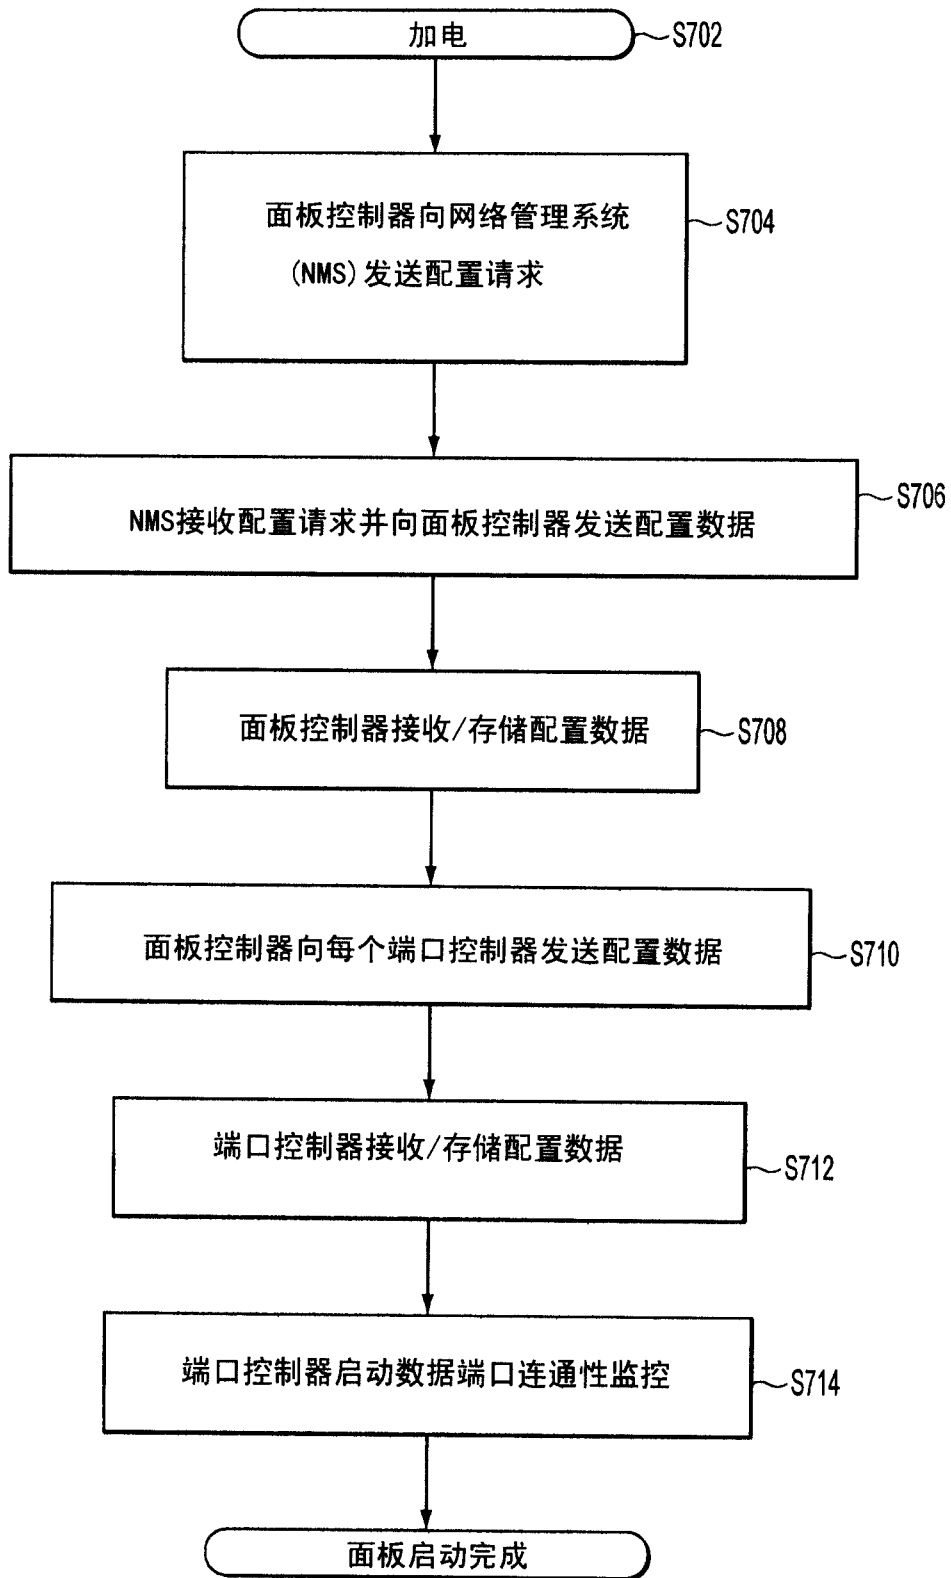 加电
S702
面板控制器向网络管理系统
(NMS)发送配置请求
S704
NMS接收配置请求并向面板控制器发送配置数据
S706
面板控制器接收/存储配置数据
S708
面板控制器向每个端口控制器发送配置数据
S710
端口控制器接收/存储配置数据
S712
端口控制器启动数据端口连通性监控
S714
面板启动完成